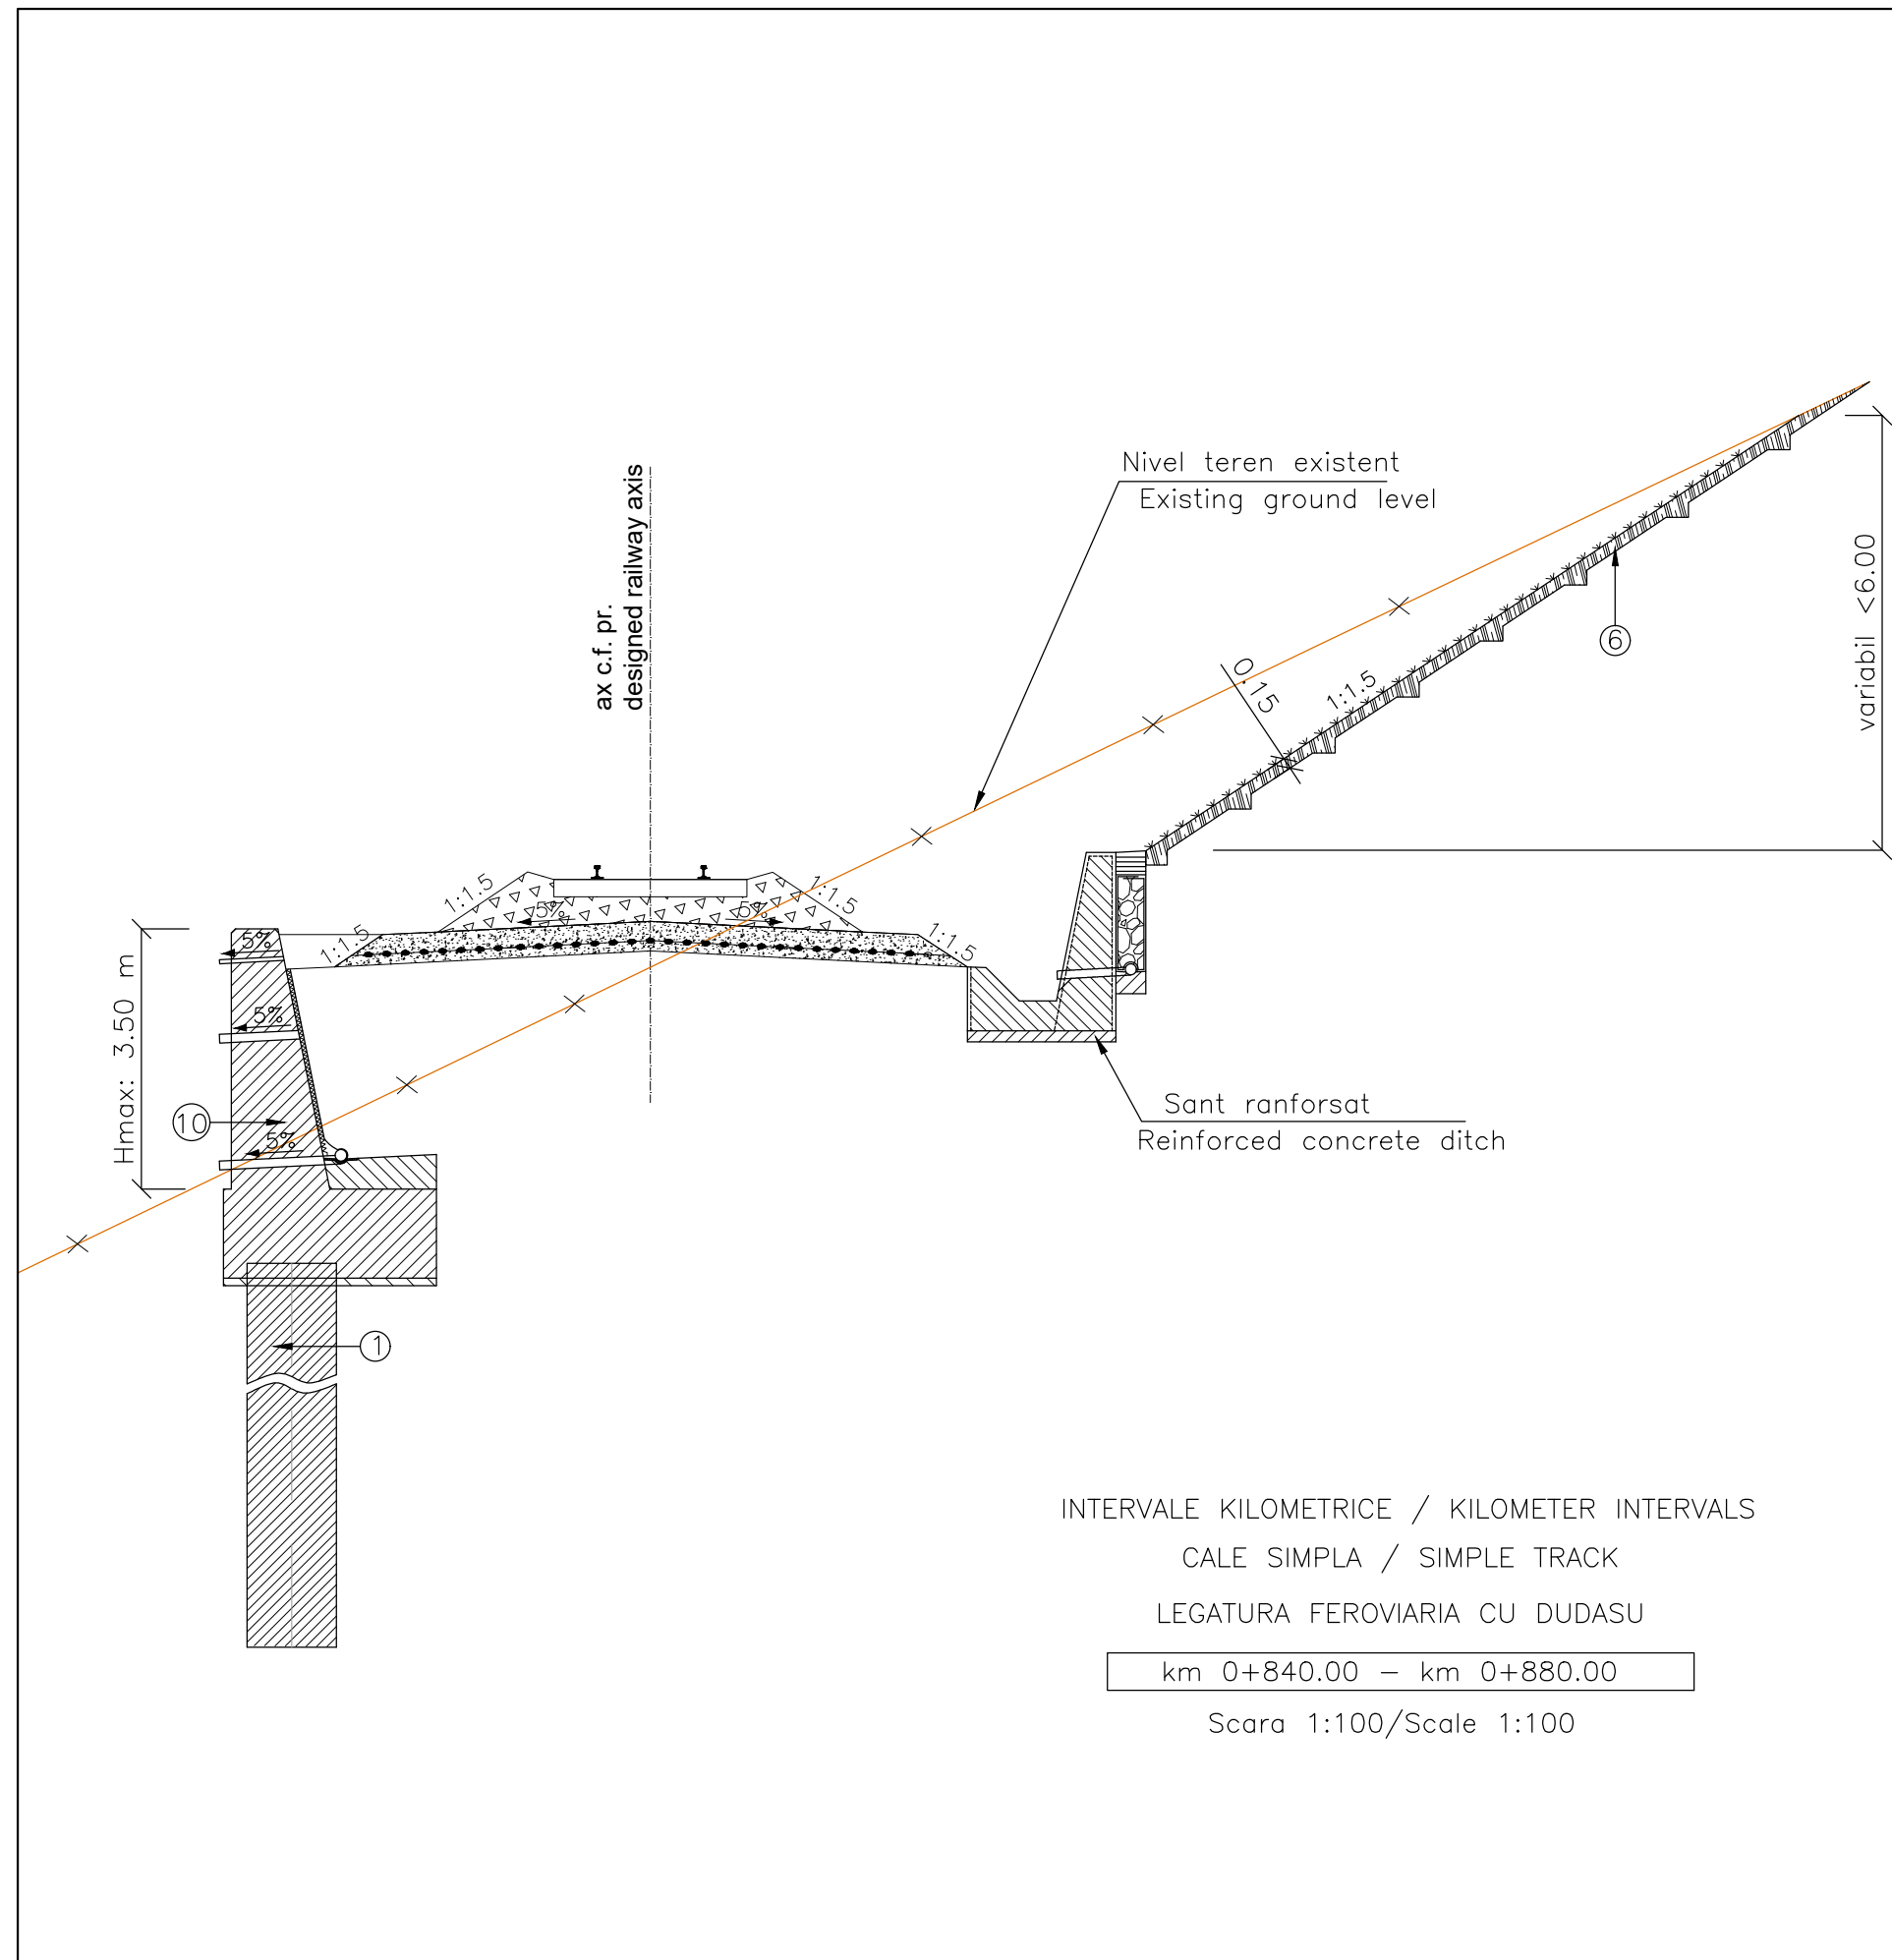 Nivel teren existent
Existing ground level
ax c.f. pr.
designed railway axis
variabil <6.00
6
0.15
1:1.5
1:1.5
1:1.5
5%
5%
1:1.5
1:1.5
5%
Hmax: 3.50 m
5%
10
5%
Sant ranforsat
Reinforced concrete ditch
1
INTERVALE KILOMETRICE / KILOMETER INTERVALS
CALE SIMPLA / SIMPLE TRACK
LEGATURA FEROVIARIA CU DUDASU
km 0+840.00 - km 0+880.00
Scara 1:100/Scale 1:100